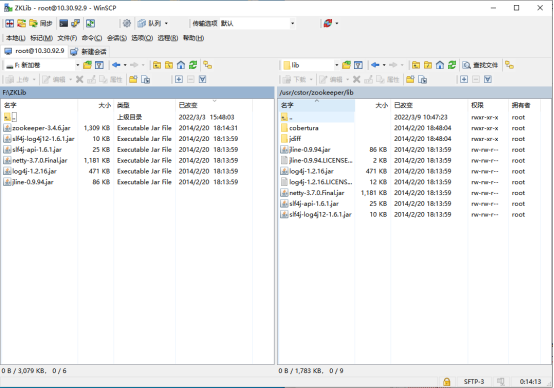 ZKLib - root@10.30.92.9 - WinSCP
同步 队列 传输选项 默认
本地(L) 标记(M) 文件(F) 命令(C) 会话(S) 选项(O) 远程(R) 帮助(H)
root@10.30.92.9 新建会话
F: 新加卷
上传 编辑 属性
F:\ZKLib
名字 大小 类型 已改变
.. 上级目录 2022/3/3 15:48:03
zookeeper-3.4.6.jar 1,309 KB Executable Jar File 2014/2/20 18:14:31
slf4j-log4j12-1.6.1.jar 10 KB Executable Jar File 2014/2/20 18:13:59
slf4j-api-1.6.1.jar 25 KB Executable Jar File 2014/2/20 18:13:59
netty-3.7.0.Final.jar 1,181 KB Executable Jar File 2014/2/20 18:13:59
log4j-1.2.16.jar 471 KB Executable Jar File 2014/2/20 18:13:59
jline-0.9.94.jar 86 KB Executable Jar File 2014/2/20 18:13:59
0 B / 3,079 KB, 0 / 6
lib 查找文件
下载 编辑 属性
/usr/cstor/zookeeper/lib
名字 大小 已改变 权限 拥有者
.. 2022/3/9 10:47:23 rwxr-xr-x root
cobertura 2014/2/20 18:48:04 rwxr-xr-x root
jdiff 2014/2/20 18:48:04 rwxr-xr-x root
jline-0.9.94.jar 86 KB 2014/2/20 18:13:59 rw-rw-r-- root
jline-0.9.94.LICENSE... 2 KB 2014/2/20 18:13:59 rw-rw-r-- root
log4j-1.2.16.jar 471 KB 2014/2/20 18:13:59 rw-rw-r-- root
log4j-1.2.16.LICENSE... 12 KB 2014/2/20 18:13:59 rw-rw-r-- root
netty-3.7.0.Final.jar 1,181 KB 2014/2/20 18:13:59 rw-rw-r-- root
slf4j-api-1.6.1.jar 25 KB 2014/2/20 18:13:59 rw-rw-r-- root
slf4j-log4j12-1.6.1.jar 10 KB 2014/2/20 18:13:59 rw-rw-r-- root
0 B / 1,783 KB, 0 / 9
SFTP-3 0:14:13